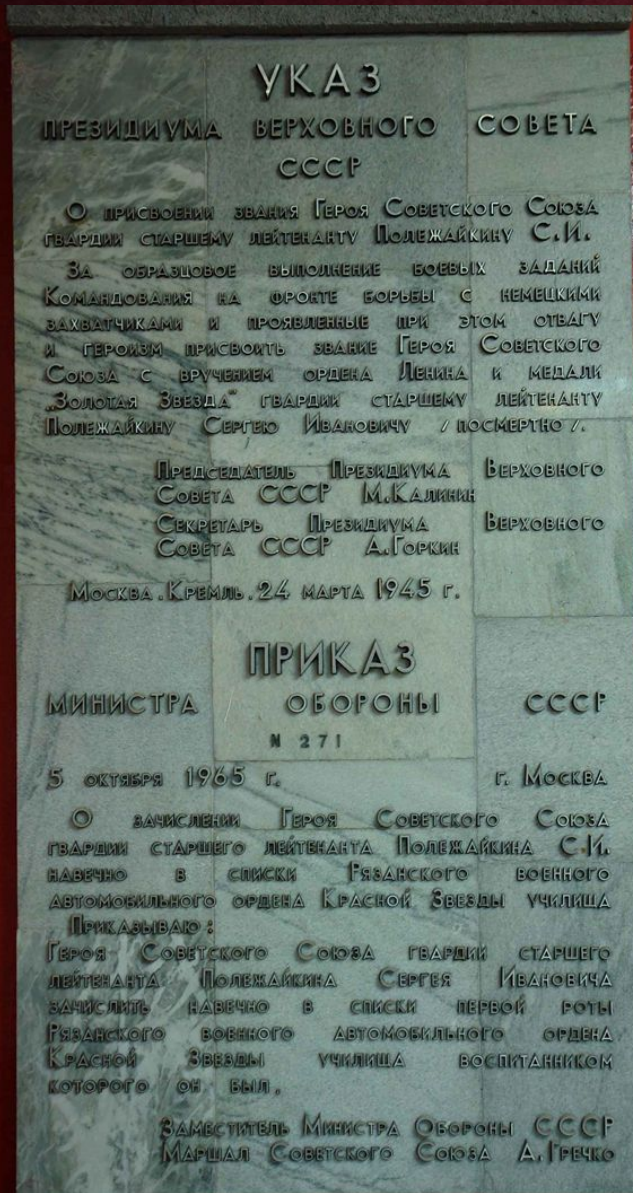 УКАЗ
ПРЕЗИДИУМА ВЕРХОВНОГО СОВЕТА
СССР
О присвоении звания Героя Советского Союза
гвардии старшему лейтенанту Полежайкину С.И.
За образцовое выполнение боевых заданий
Командования на фронте борьбы с немецкими
захватчиками и проявленные при этом отвагу
и героизм присвоить звание Героя Советского
Союза с вручением ордена Ленина и медали
„Золотая Звезда“ гвардии старшему лейтенанту
Полежайкину Сергею Ивановичу /посмертно/.
Председатель Президиума Верховного
Совета СССР М.Калинин
Секретарь Президиума Верховного
Совета СССР А.Горкин
Москва.Кремль.24 марта 1945 г.
ПРИКАЗ
МИНИСТРА ОБОРОНЫ СССР
N 271
5 октября 1965 г. г. Москва
О зачислении Героя Советского Союза
гвардии старшего лейтенанта Полежайкина С.И.
навечно в списки Рязанского военного
автомобильного ордена Красной Звезды училища
Приказываю:
Героя Советского Союза гвардии старшего
лейтенанта Полежайкина Сергея Ивановича
зачислить навечно в списки первой роты
Рязанского военного автомобильного ордена
Красной Звезды училища воспитанником
которого он был.
Заместитель Министра Обороны СССР
Маршал Советского Союза А.Гречко